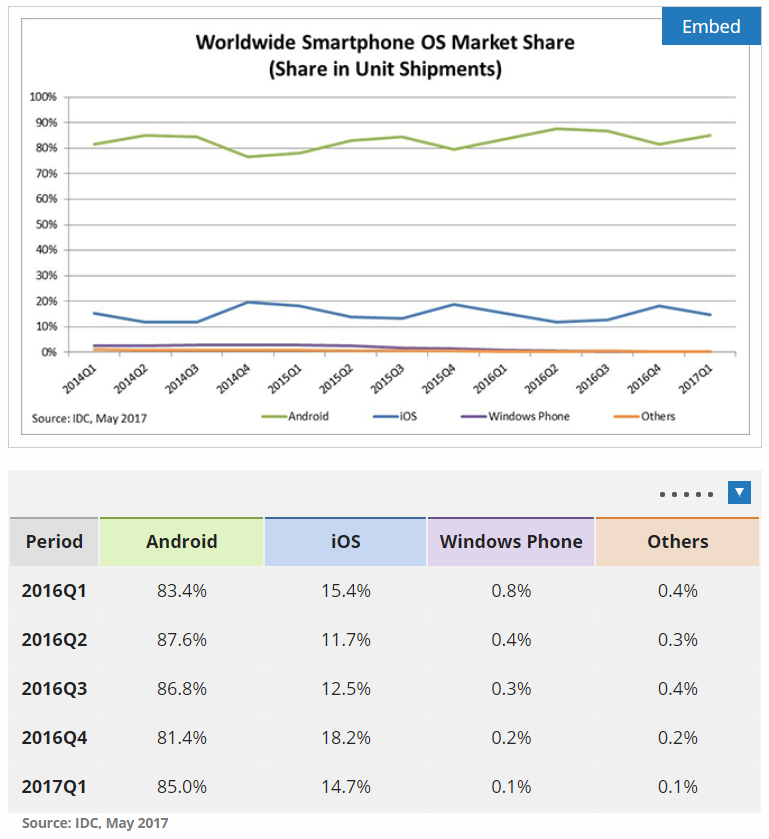 Embed
Worldwide Smartphone OS Market Share
(Share in Unit Shipments)
100%
90%
80%
70%
60%
50%
40%
30%
20%
10%
0%
2014Q1 2014Q2 2014Q3 2014Q4 2015Q1 2015Q2 2015Q3 2015Q4 2016Q1 2016Q2 2016Q3 2016Q4 2017Q1
Source: IDC, May 2017 Android iOS Windows Phone Others
Period Android iOS Windows Phone Others
2016Q1 83.4% 15.4% 0.8% 0.4%
2016Q2 87.6% 11.7% 0.4% 0.3%
2016Q3 86.8% 12.5% 0.3% 0.4%
2016Q4 81.4% 18.2% 0.2% 0.2%
2017Q1 85.0% 14.7% 0.1% 0.1%
Source: IDC, May 2017